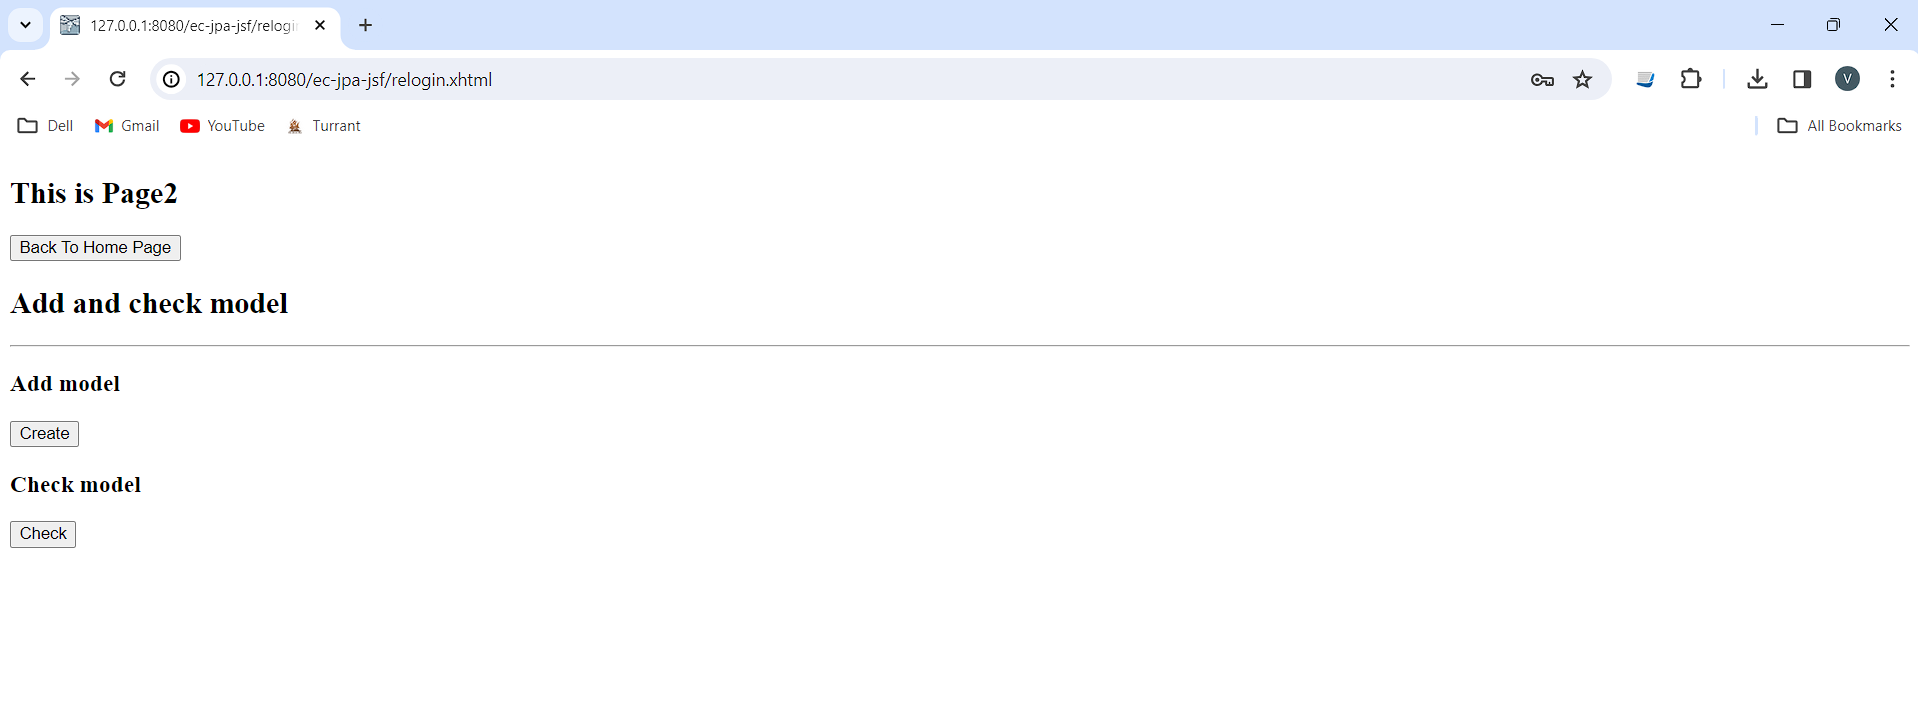 127.0.0.1:8080/ec-jpa-jsf/relogin
127.0.0.1:8080/ec-jpa-jsf/relogin.xhtml
V
Dell Gmail YouTube Turrant All Bookmarks
This is Page2
Back To Home Page
Add and check model
Add model
Create
Check model
Check